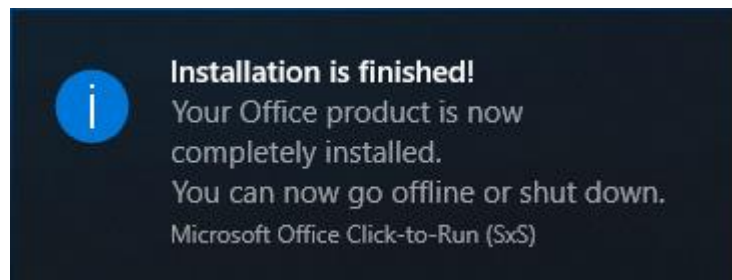 Installation is finished!
Your Office product is now
completely installed.
You can now go offline or shut down.
Microsoft Office Click-to-Run (SxS)